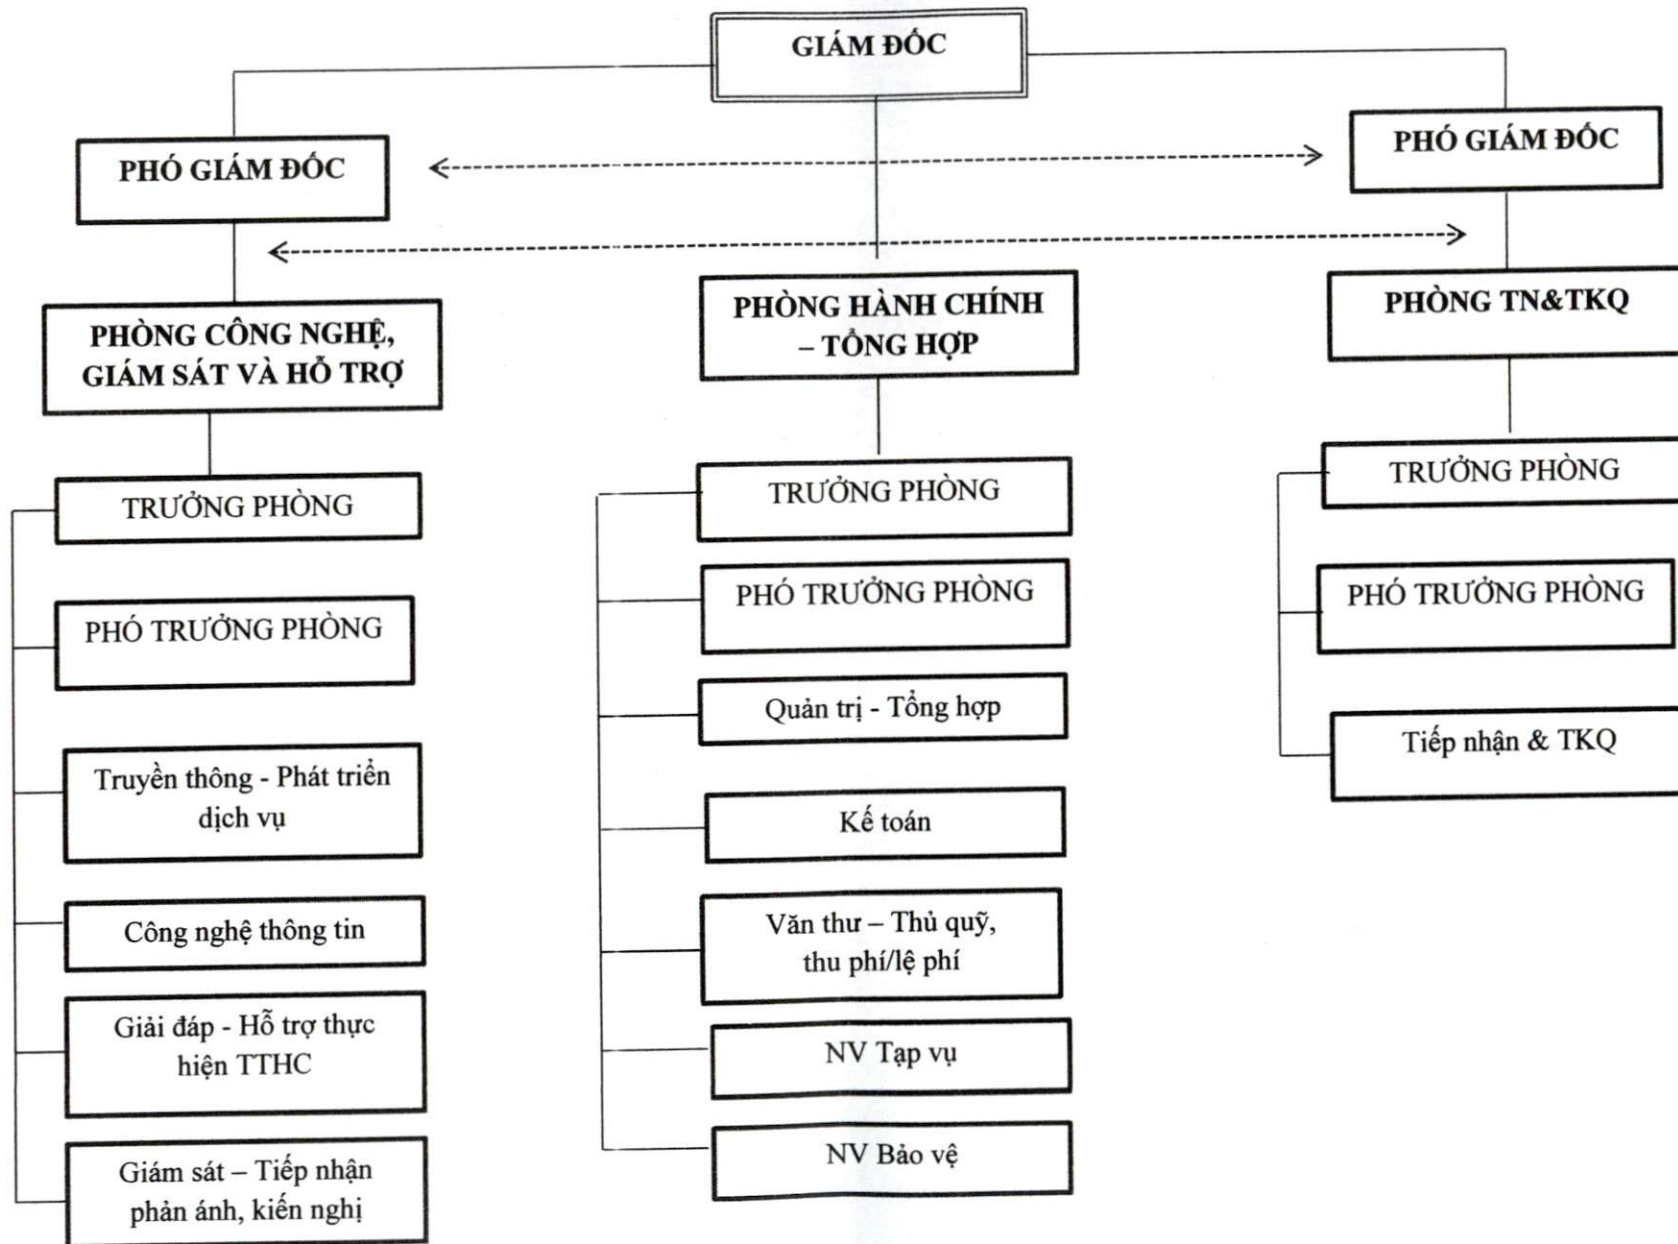 GIÁM ĐỐC
PHÓ GIÁM ĐỐC
PHÓ GIÁM ĐỐC
PHÒNG CÔNG NGHỆ,
GIÁM SÁT VÀ HỖ TRỢ
TRƯỞNG PHÒNG
PHÓ TRƯỞNG PHÒNG
Truyền thông - Phát triển
dịch vụ
Công nghệ thông tin
Giải đáp - Hỗ trợ thực
hiện TTHC
Giám sát – Tiếp nhận
phản ánh, kiến nghị
PHÒNG HÀNH CHÍNH
– TỔNG HỢP
TRƯỞNG PHÒNG
PHÓ TRƯỞNG PHÒNG
Quản trị - Tổng hợp
Kế toán
Văn thư – Thủ quỹ,
thu phí/lệ phí
NV Tạp vụ
NV Bảo vệ
PHÒNG TN&TKQ
TRƯỞNG PHÒNG
PHÓ TRƯỞNG PHÒNG
Tiếp nhận & TKQ